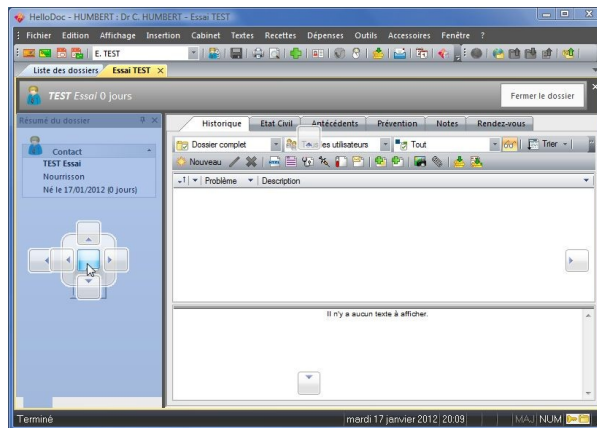 HelloDoc - HUMBERT : Dr C. HUMBERT - Essai TEST
Fichier Edition Affichage Insertion Cabinet Textes Recettes Dépenses Outils Accessoires Fenêtre ?
E. TEST
Liste des dossiers Essai TEST
TEST Essai 0 jours
Fermer le dossier
Résumé du dossier
Historique Etat Civil Antécédents Prévention Notes Rendez-vous
Contact
Dossier complet es utilisateurs Tout Trier
TEST Essai
Nouveau
Nourrisson
Né le 17/01/2012 (0 jours)
Problème Description
Il n'y a aucun texte à afficher.
Terminé mardi 17 janvier 2012 20:09 MAJ NUM